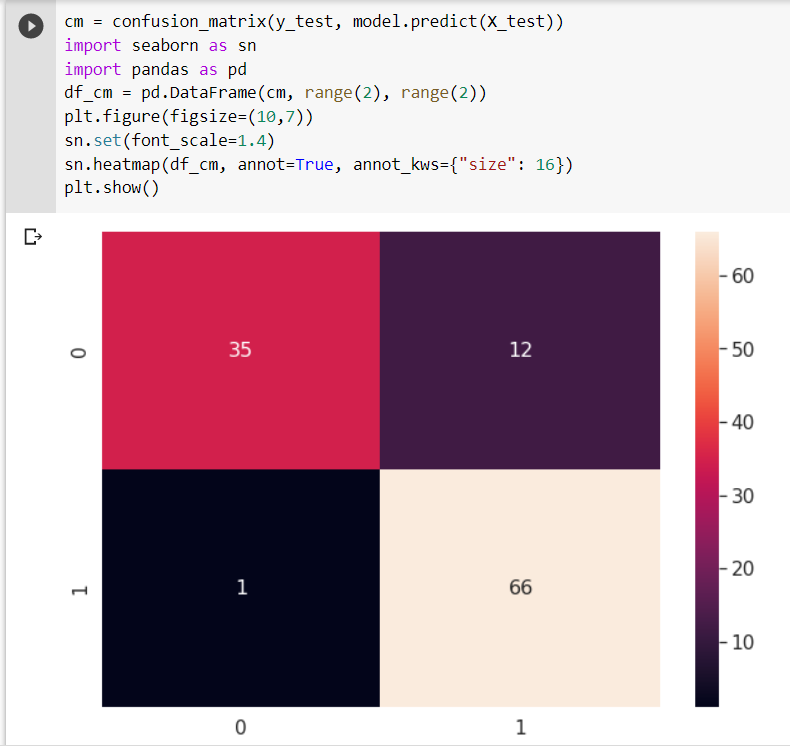 cm = confusion_matrix(y_test, model.predict(X_test))
import seaborn as sn
import pandas as pd
df_cm = pd.DataFrame(cm, range(2), range(2))
plt.figure(figsize=(10,7))
sn.set(font_scale=1.4)
sn.heatmap(df_cm, annot=True, annot_kws={"size": 16})
plt.show()
60
0 35 12
50
40
30
20
1 1 66
10
0 1